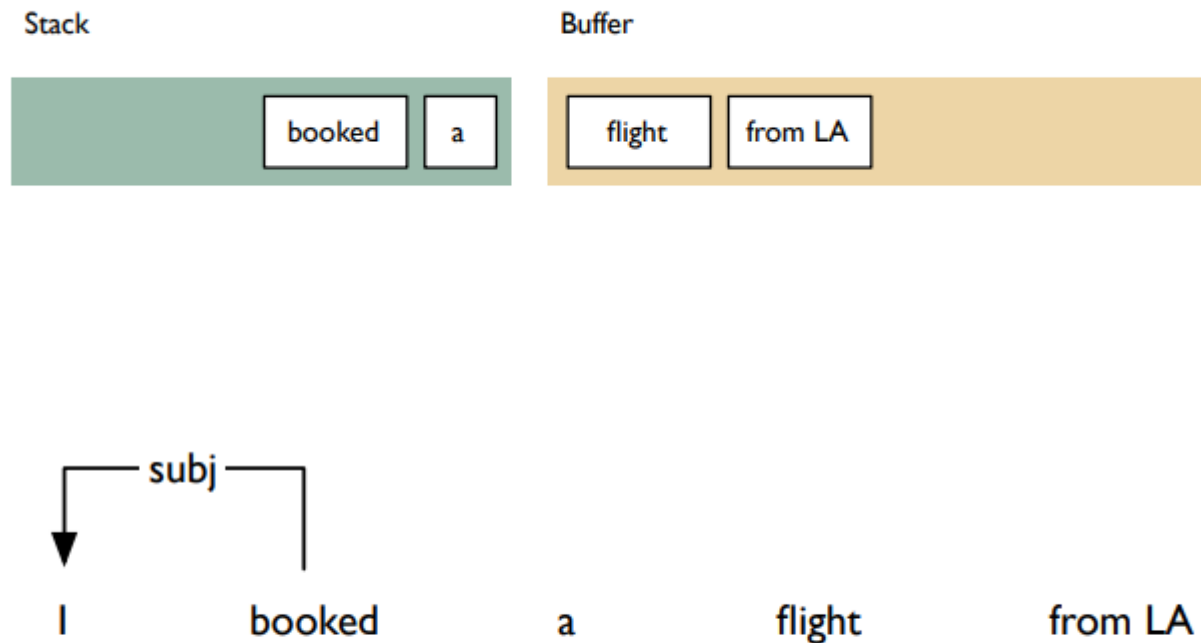 Stack Buffer
booked a flight from LA
subj
I booked a flight from LA